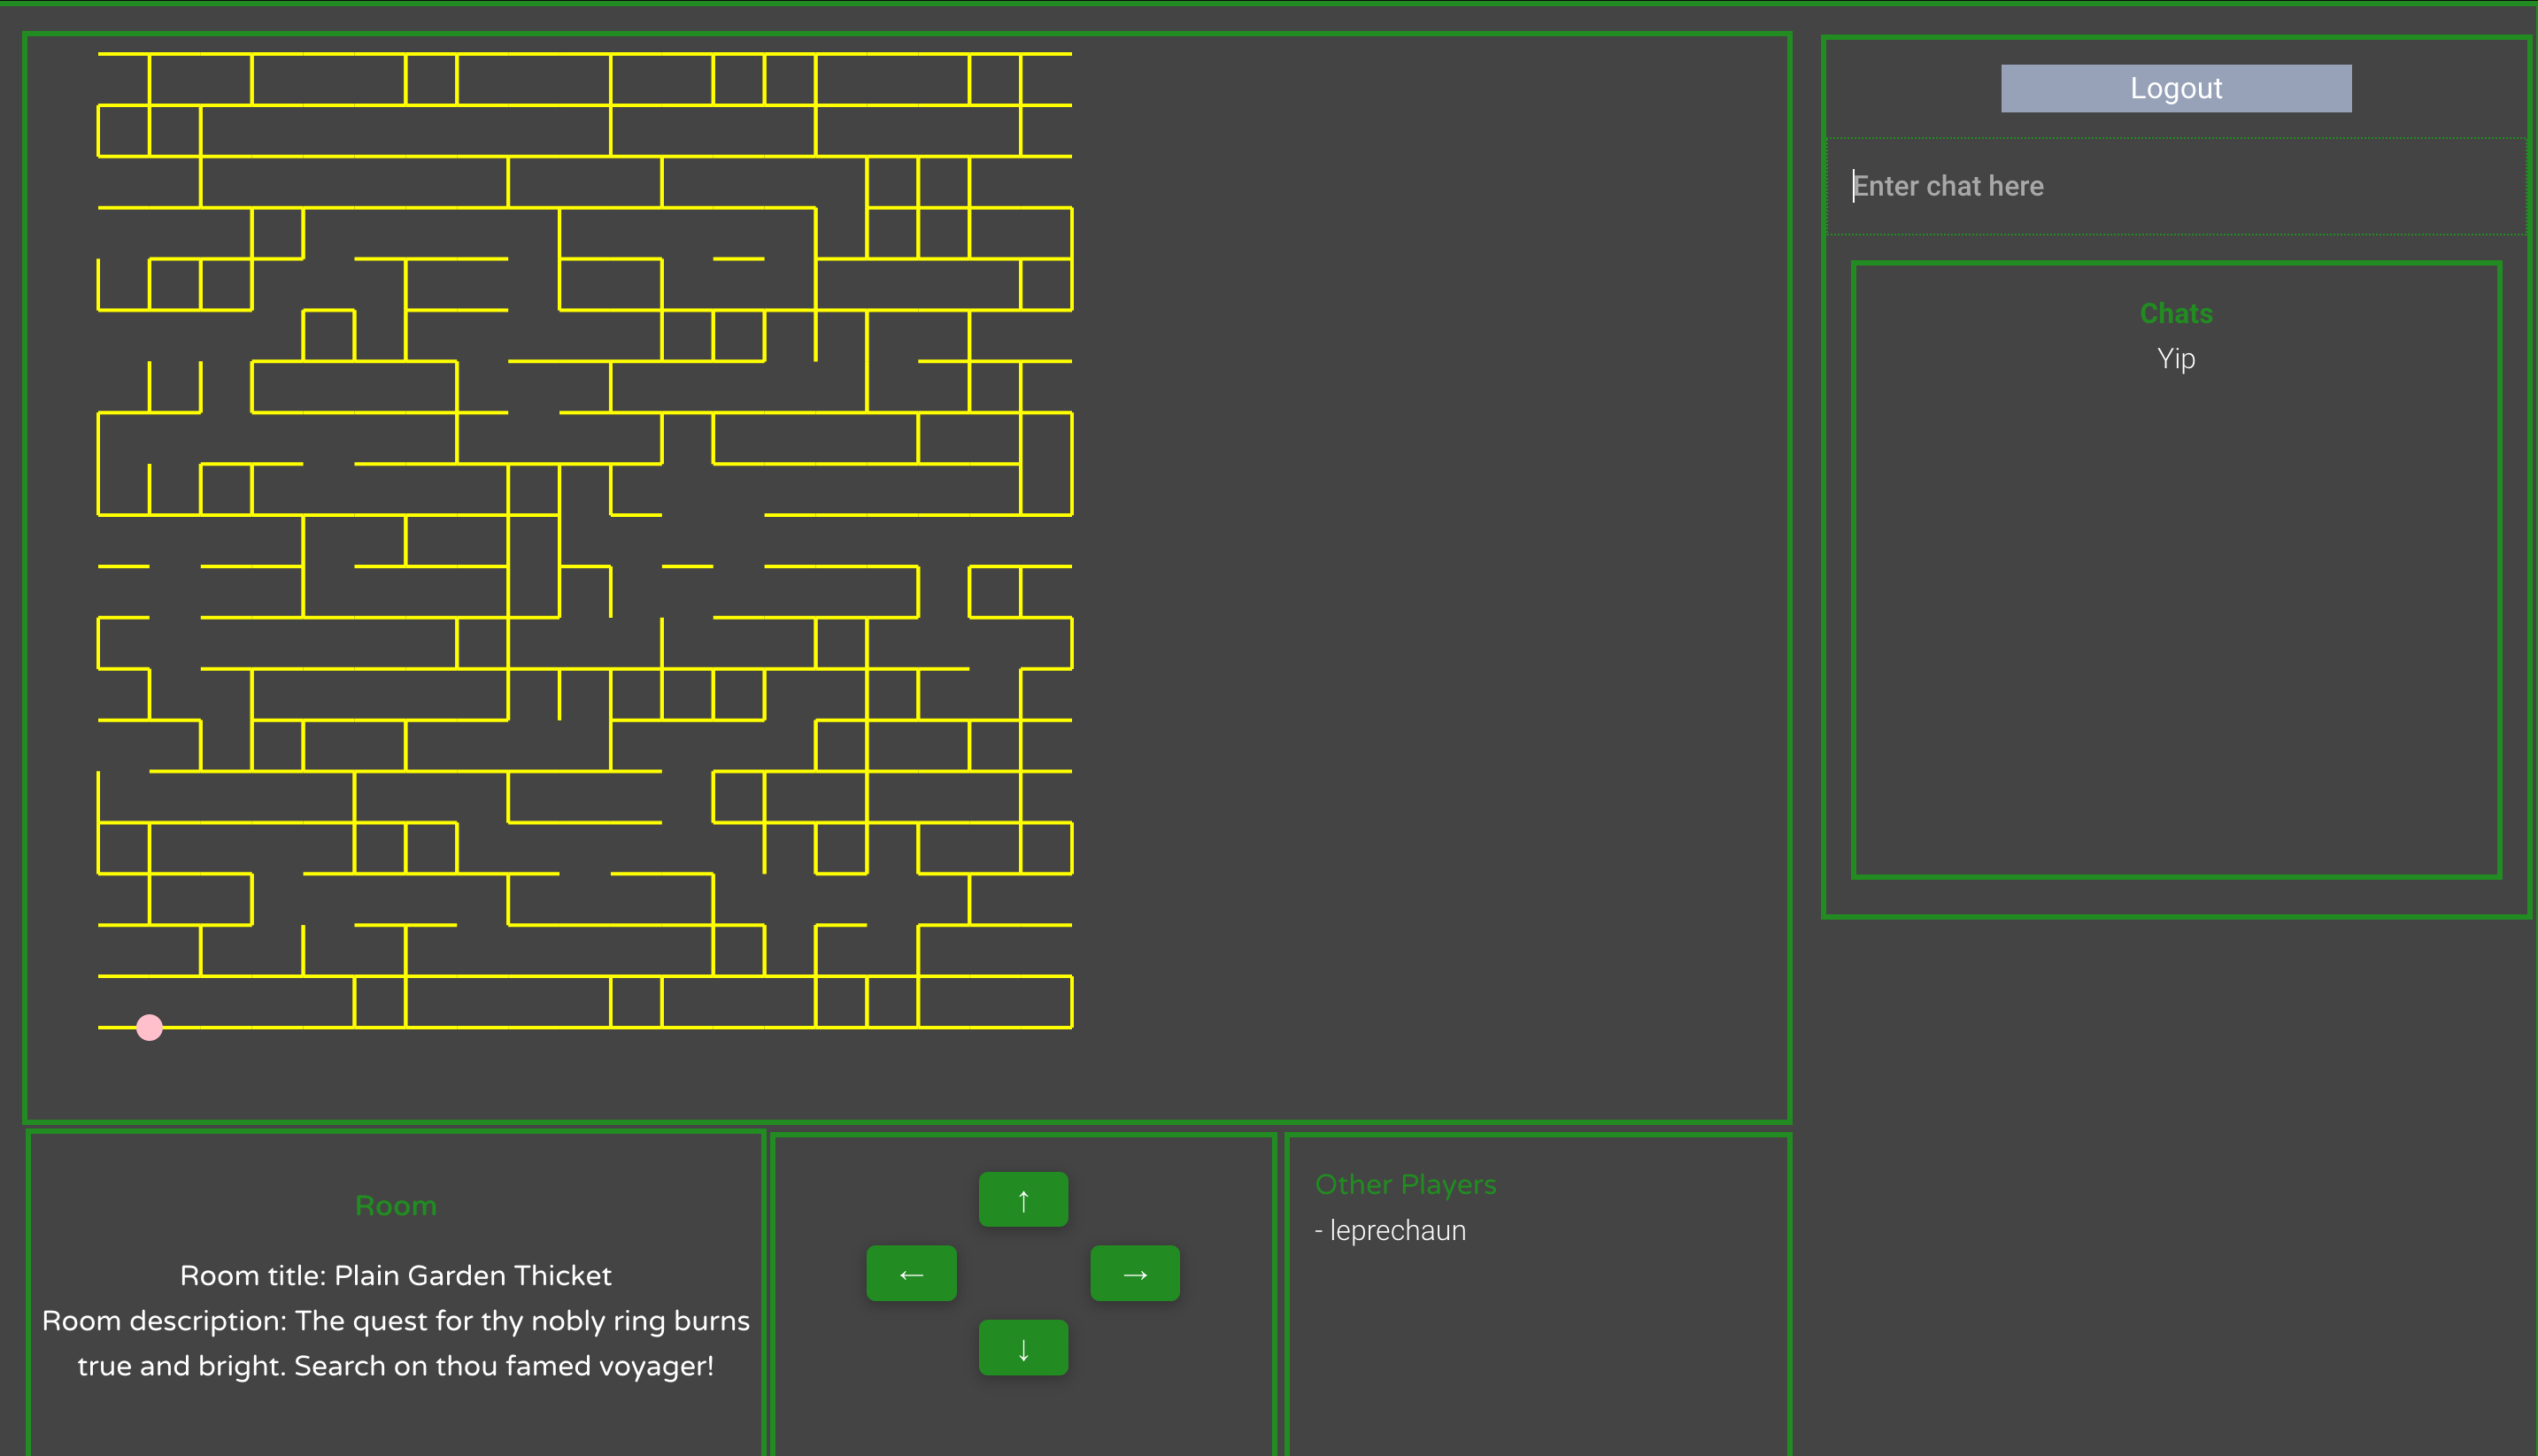 Logout
Enter chat here
Chats
Yip
Room
Room title: Plain Garden Thicket
Room description: The quest for thy nobly ring burns
true and bright. Search on thou famed voyager!
↑
← →
↓
Other Players
- leprechaun